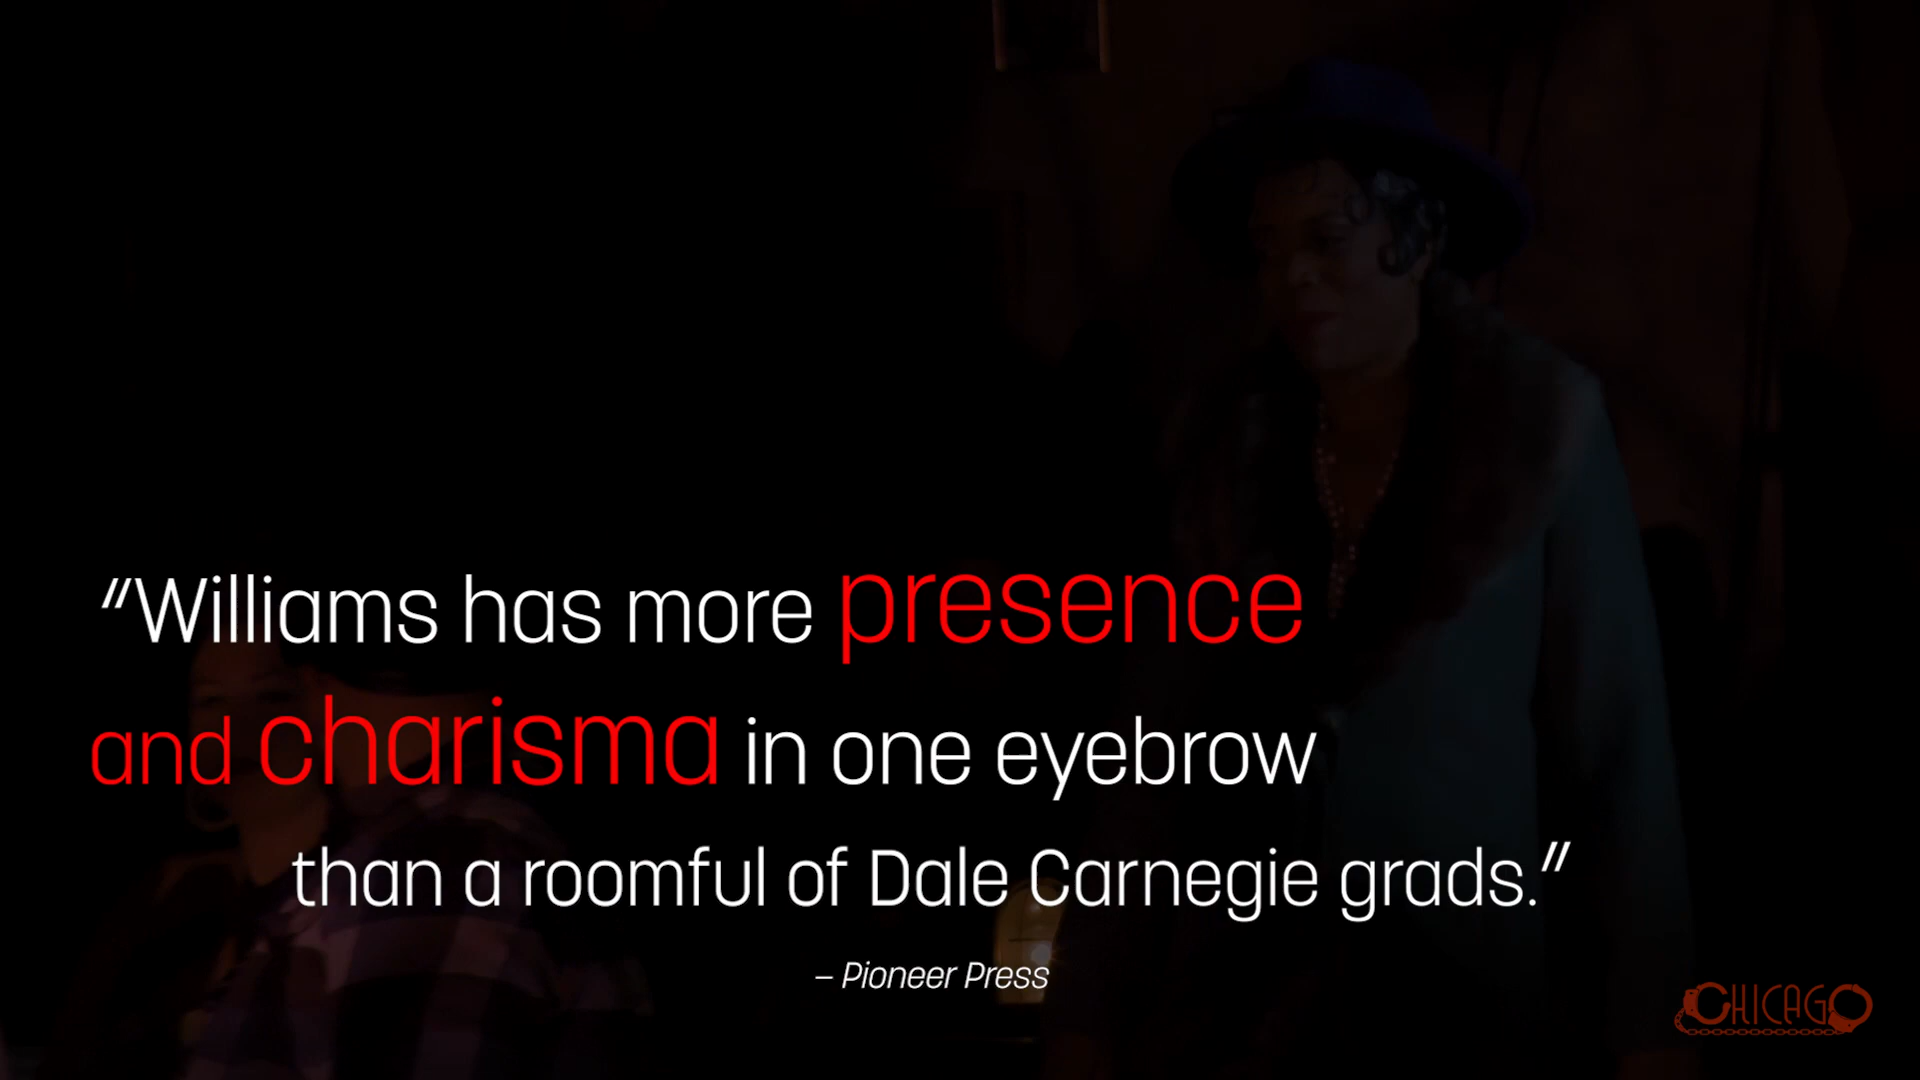 “Williams has more presence
and charisma in one eyebrow
than a roomful of Dale Carnegie grads.”
– Pioneer Press
CHICAGO